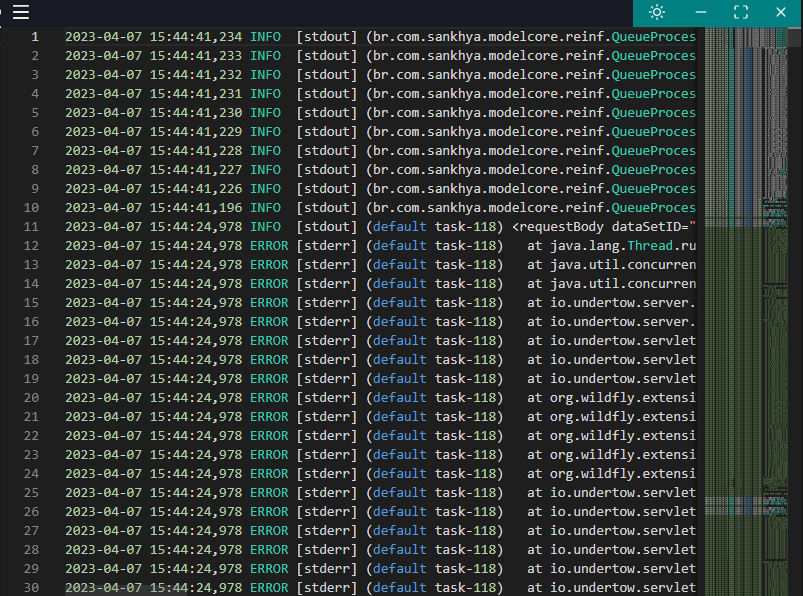 1 2023-04-07 15:44:41,234 INFO [stdout] (br.com.sankhya.modelcore.reinf.QueueProces
2 2023-04-07 15:44:41,233 INFO [stdout] (br.com.sankhya.modelcore.reinf.QueueProces
3 2023-04-07 15:44:41,232 INFO [stdout] (br.com.sankhya.modelcore.reinf.QueueProces
4 2023-04-07 15:44:41,231 INFO [stdout] (br.com.sankhya.modelcore.reinf.QueueProces
5 2023-04-07 15:44:41,230 INFO [stdout] (br.com.sankhya.modelcore.reinf.QueueProces
6 2023-04-07 15:44:41,229 INFO [stdout] (br.com.sankhya.modelcore.reinf.QueueProces
7 2023-04-07 15:44:41,228 INFO [stdout] (br.com.sankhya.modelcore.reinf.QueueProces
8 2023-04-07 15:44:41,227 INFO [stdout] (br.com.sankhya.modelcore.reinf.QueueProces
9 2023-04-07 15:44:41,226 INFO [stdout] (br.com.sankhya.modelcore.reinf.QueueProces
10 2023-04-07 15:44:41,196 INFO [stdout] (br.com.sankhya.modelcore.reinf.QueueProces
11 2023-04-07 15:44:24,978 INFO [stdout] (default task-118) <requestBody dataSetID="
12 2023-04-07 15:44:24,978 ERROR [stderr] (default task-118) at java.lang.Thread.ru
13 2023-04-07 15:44:24,978 ERROR [stderr] (default task-118) at java.util.concurren
14 2023-04-07 15:44:24,978 ERROR [stderr] (default task-118) at java.util.concurren
15 2023-04-07 15:44:24,978 ERROR [stderr] (default task-118) at io.undertow.server.
16 2023-04-07 15:44:24,978 ERROR [stderr] (default task-118) at io.undertow.server.
17 2023-04-07 15:44:24,978 ERROR [stderr] (default task-118) at io.undertow.servlet
18 2023-04-07 15:44:24,978 ERROR [stderr] (default task-118) at io.undertow.servlet
19 2023-04-07 15:44:24,978 ERROR [stderr] (default task-118) at io.undertow.servlet
20 2023-04-07 15:44:24,978 ERROR [stderr] (default task-118) at org.wildfly.extensi
21 2023-04-07 15:44:24,978 ERROR [stderr] (default task-118) at org.wildfly.extensi
22 2023-04-07 15:44:24,978 ERROR [stderr] (default task-118) at org.wildfly.extensi
23 2023-04-07 15:44:24,978 ERROR [stderr] (default task-118) at org.wildfly.extensi
24 2023-04-07 15:44:24,978 ERROR [stderr] (default task-118) at org.wildfly.extensi
25 2023-04-07 15:44:24,978 ERROR [stderr] (default task-118) at io.undertow.servlet
26 2023-04-07 15:44:24,978 ERROR [stderr] (default task-118) at io.undertow.servlet
27 2023-04-07 15:44:24,978 ERROR [stderr] (default task-118) at io.undertow.servlet
28 2023-04-07 15:44:24,978 ERROR [stderr] (default task-118) at io.undertow.servlet
29 2023-04-07 15:44:24,978 ERROR [stderr] (default task-118) at io.undertow.servlet
30 2023-04-07 15:44:24,978 ERROR [stderr] (default task-118) at io.undertow.servlet